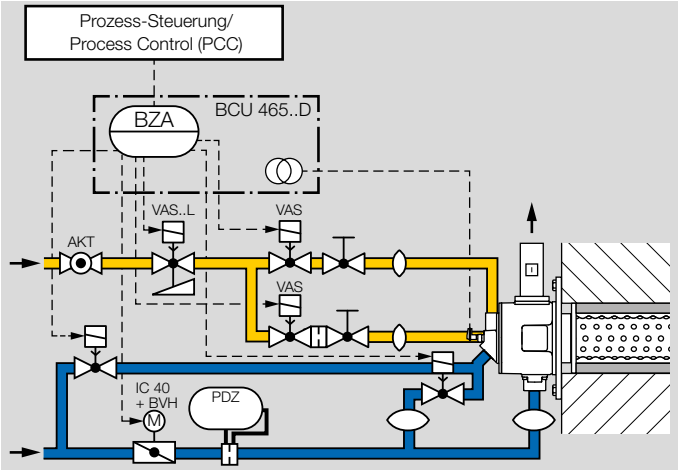 Prozess-Steuerung/
Process Control (PCC)
BCU 465..D
BZA
VAS..L
VAS
AKT
VAS
IC 40
+ BVH
PDZ
M